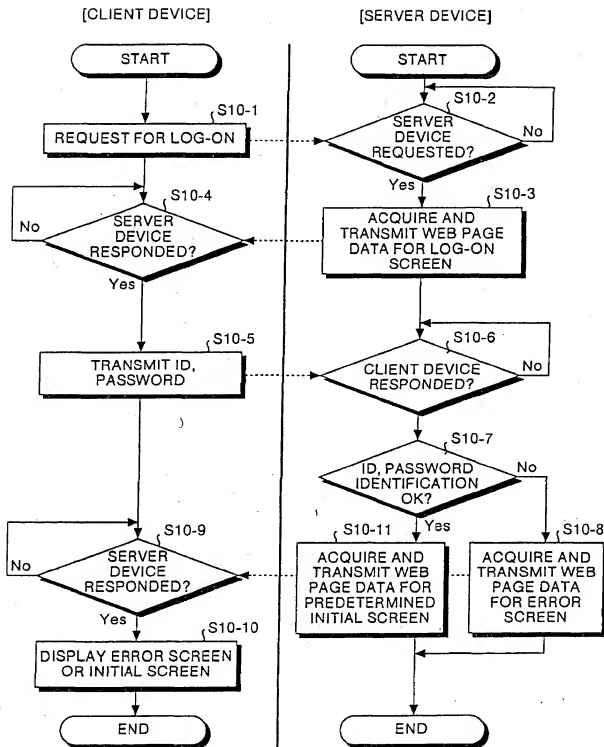 [CLIENT DEVICE]
[SERVER DEVICE]
START
START
S10-1
REQUEST FOR LOG-ON
S10-2
SERVER
DEVICE
REQUESTED?
No
Yes
S10-3
ACQUIRE AND
TRANSMIT WEB PAGE
DATA FOR LOG-ON
SCREEN
S10-4
SERVER
DEVICE
RESPONDED?
No
Yes
S10-5
TRANSMIT ID,
PASSWORD
S10-6
CLIENT DEVICE
RESPONDED?
No
S10-7
ID, PASSWORD
IDENTIFICATION
OK?
No
Yes
S10-11
ACQUIRE AND
TRANSMIT WEB
PAGE DATA FOR
PREDETERMINED
INITIAL SCREEN
S10-8
ACQUIRE AND
TRANSMIT WEB
PAGE DATA
FOR ERROR
SCREEN
S10-9
SERVER
DEVICE
RESPONDED?
No
Yes
S10-10
DISPLAY ERROR SCREEN
OR INITIAL SCREEN
END
END